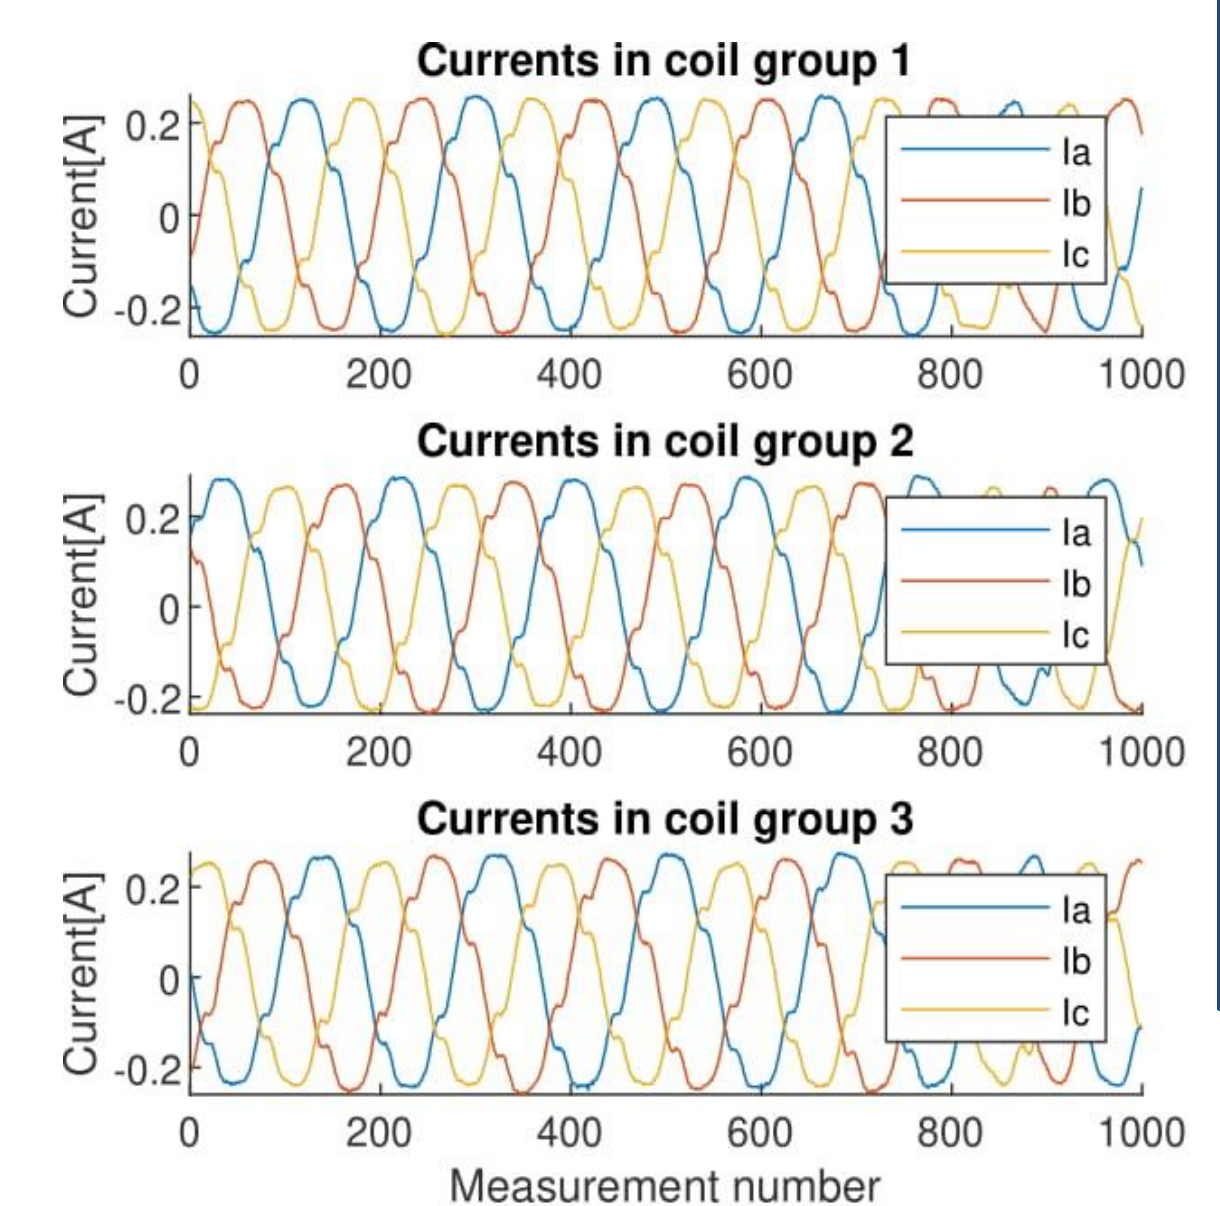 Currents in coil group 1
Current[A]
0.2
0
-0.2
0 200 400 600 800 1000
Ia
Ib
Ic
Currents in coil group 2
Current[A]
0.2
0
-0.2
0 200 400 600 800 1000
Ia
Ib
Ic
Currents in coil group 3
Current[A]
0.2
0
-0.2
0 200 400 600 800 1000
Ia
Ib
Ic
Measurement number